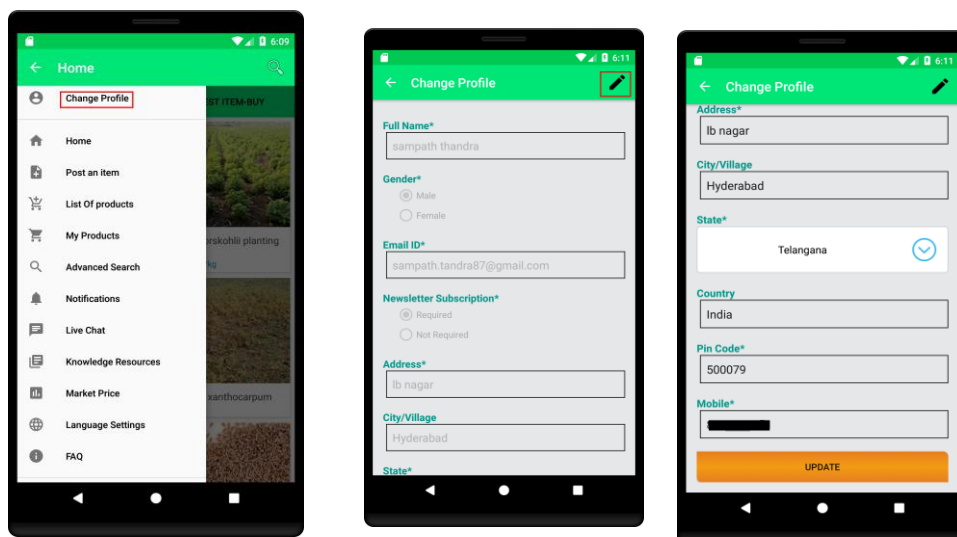 6:09
Home
Change Profile
EST ITEM-BUY
Home
Post an item
List Of products
My Products
orskohlii planting
Advanced Search
/kg
Notifications
Live Chat
Knowledge Resources
Market Price
xanthocarpum
Language Settings
FAQ
6:11
Change Profile
Full Name*
sampath thandra
Gender*
Male
Female
Email ID*
sampath.tandra87@gmail.com
Newsletter Subscription*
Required
Not Required
Address*
lb nagar
City/Village
Hyderabad
State*
6:11
Change Profile
Address*
lb nagar
City/Village
Hyderabad
State*
Telangana
Country
India
Pin Code*
500079
Mobile*
UPDATE